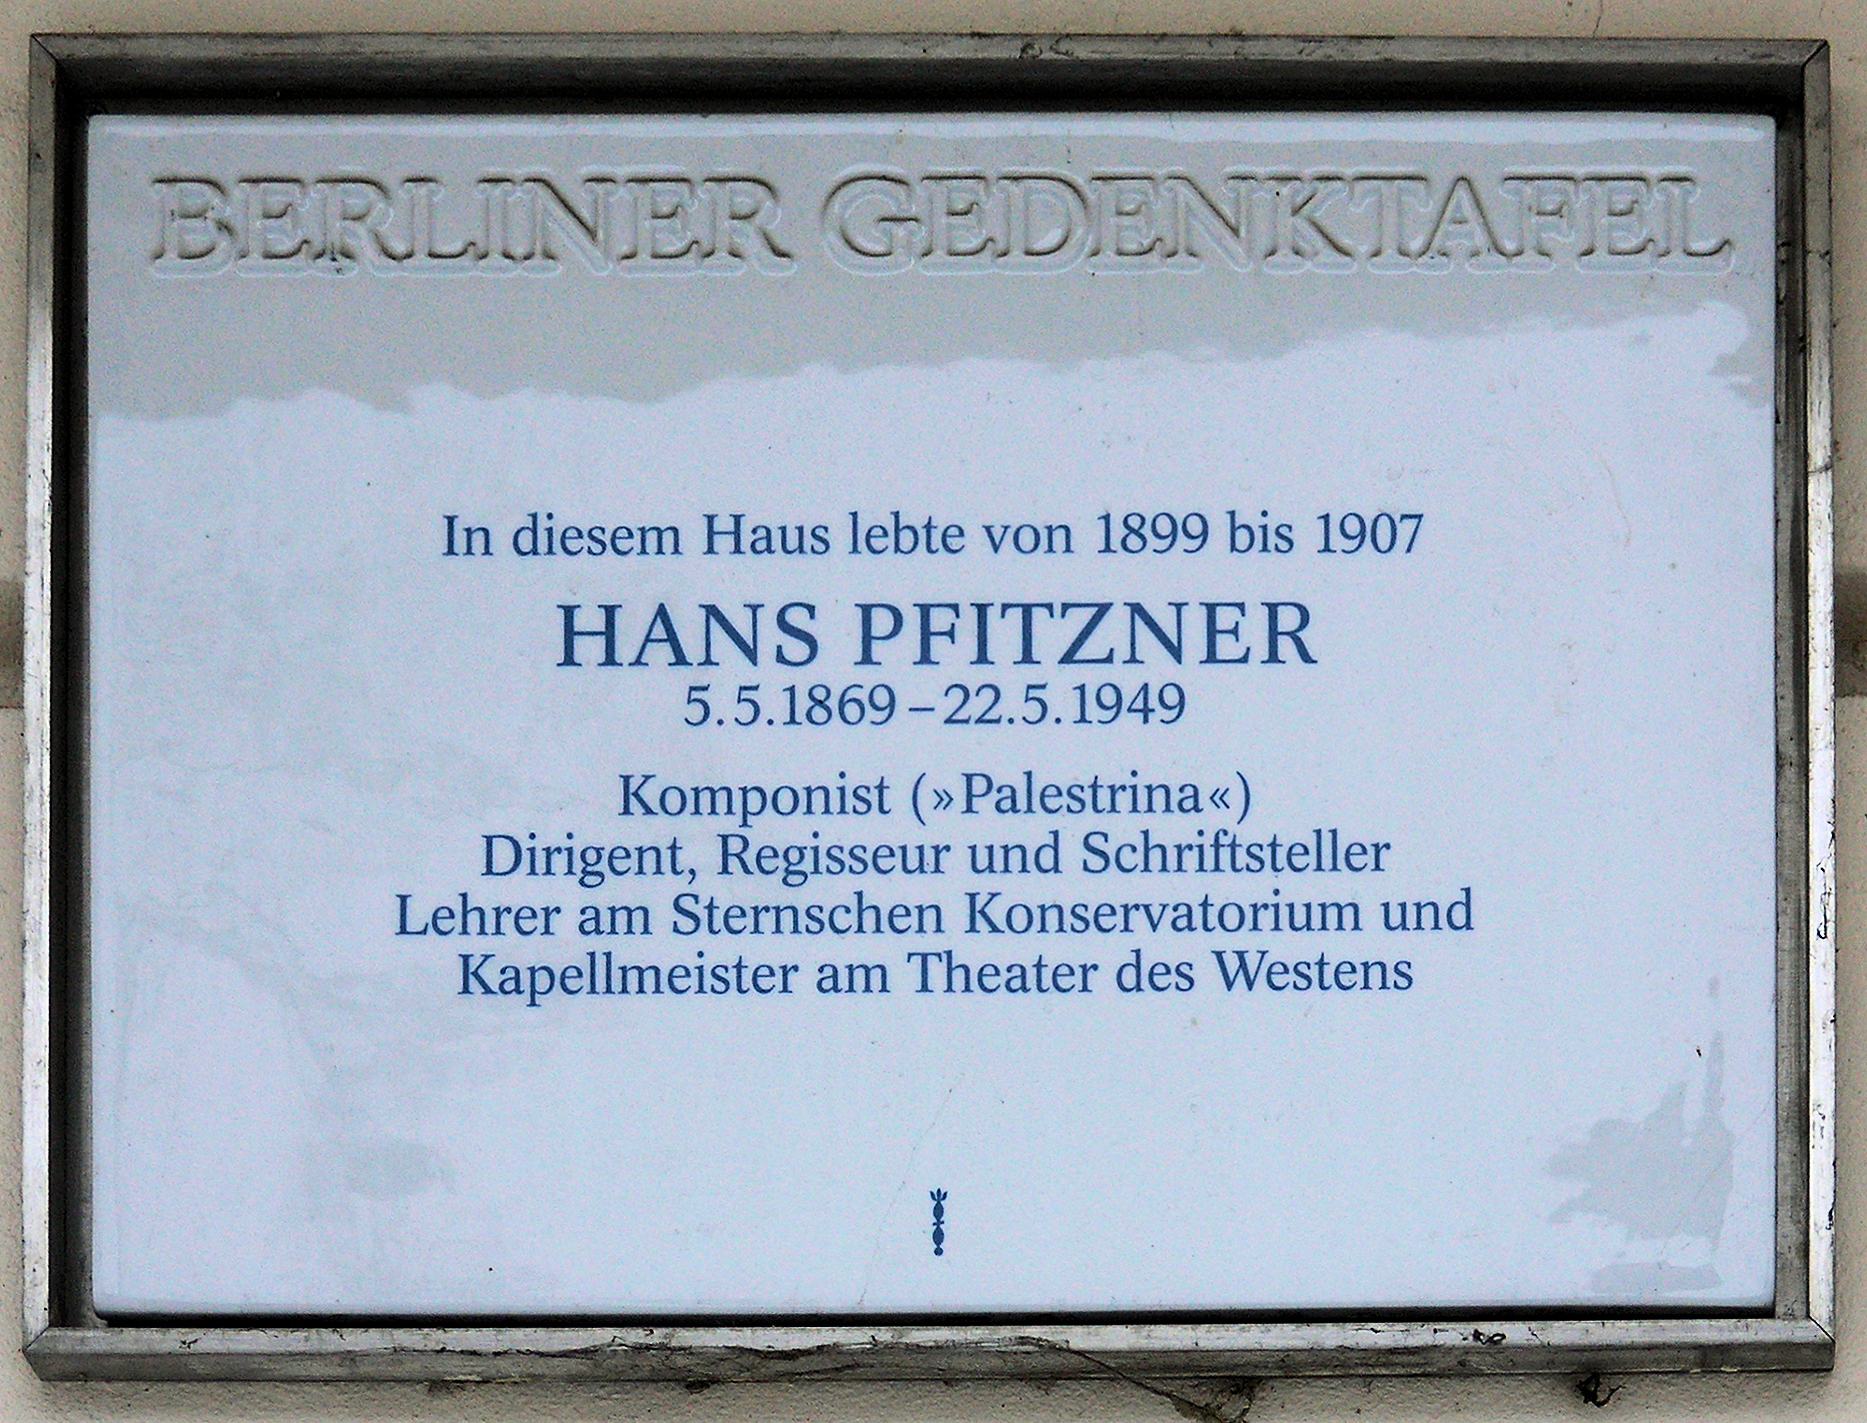 BERLINER GEDENKTAFEL
In diesem Haus lebte von 1899 bis 1907
HANS PFITZNER
5.5.1869–22.5.1949
Komponist (»Palestrina«)
Dirigent, Regisseur und Schriftsteller
Lehrer am Sternschen Konservatorium und
Kapellmeister am Theater des Westens